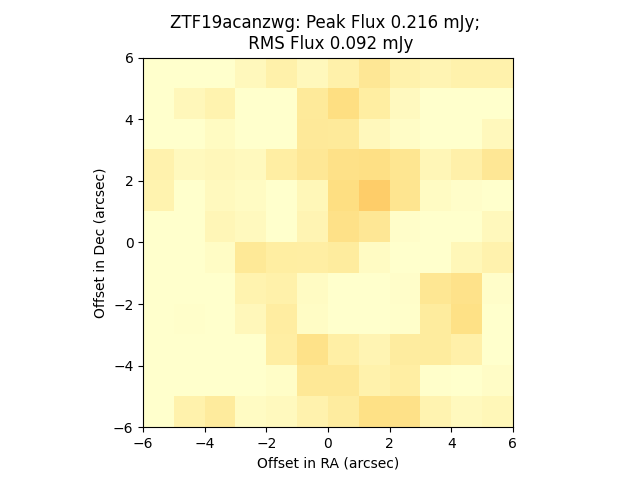 ZTF19acanzwg: Peak Flux 0.216 mJy;
RMS Flux 0.092 mJy
6
4
2
0
−2
−4
−6
Offset in Dec (arcsec)
−6 −4 −2 0 2 4 6
Offset in RA (arcsec)